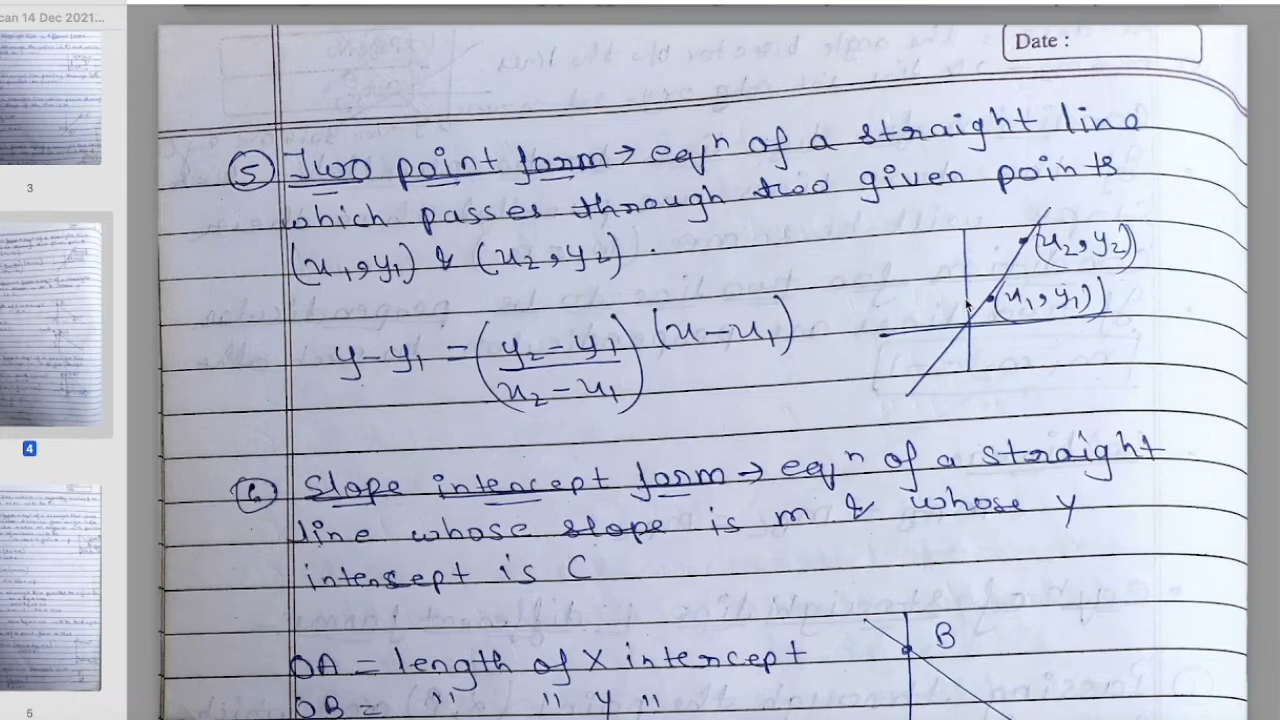 can 14 Dec 2021...
Date :
⑤ Two point form → eqⁿ of a straight line
which passes through two given points
(x₁, y₁) & (x₂, y₂) .
(x₂, y₂)
(x₁, y₁)
y - y₁ = ( y₂ - y₁ / x₂ - x₁ ) (x - x₁)
⑥ Slope intercept form → eqⁿ of a straight
line whose slope is m & whose y
intercept is C
B
OA = length of X intercept
OB = " " Y "
3
4
5